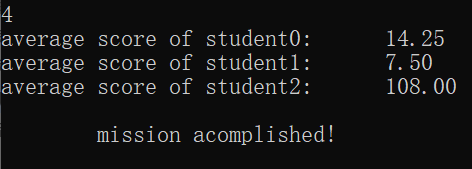 4
average score of student0: 14.25
average score of student1: 7.50
average score of student2: 108.00
mission acomplished!